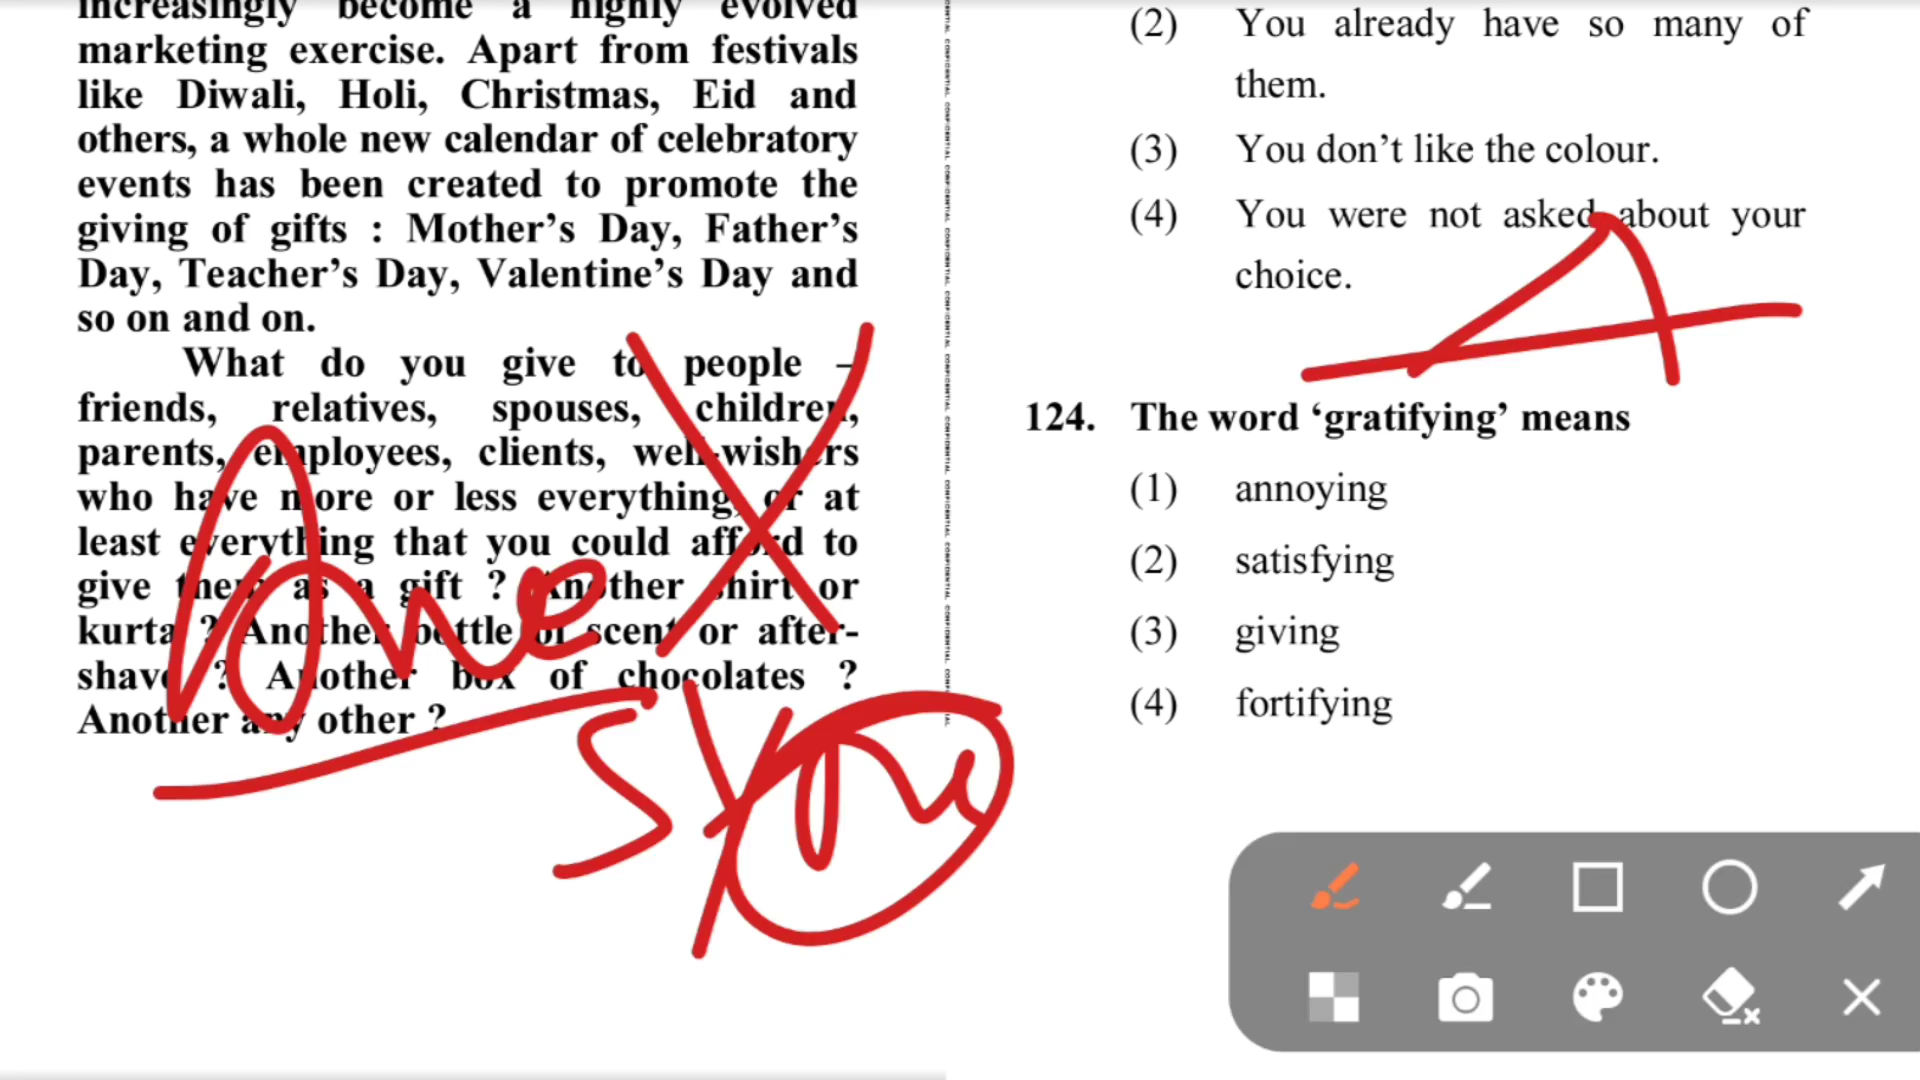 increasingly become a highly evolved
marketing exercise. Apart from festivals
like Diwali, Holi, Christmas, Eid and
others, a whole new calendar of celebratory
events has been created to promote the
giving of gifts : Mother's Day, Father's
Day, Teacher's Day, Valentine's Day and
so on and on.
What do you give to people –
friends, relatives, spouses, children,
parents, employees, clients, well-wishers
who have more or less everything, or at
least everything that you could afford to
give them as a gift ? Another shirt or
kurta ? Another bottle of scent or after-
shave ? Another box of chocolates ?
Another any other ?
(2) You already have so many of
them.
(3) You don't like the colour.
(4) You were not asked about your
choice.
124. The word 'gratifying' means
(1) annoying
(2) satisfying
(3) giving
(4) fortifying